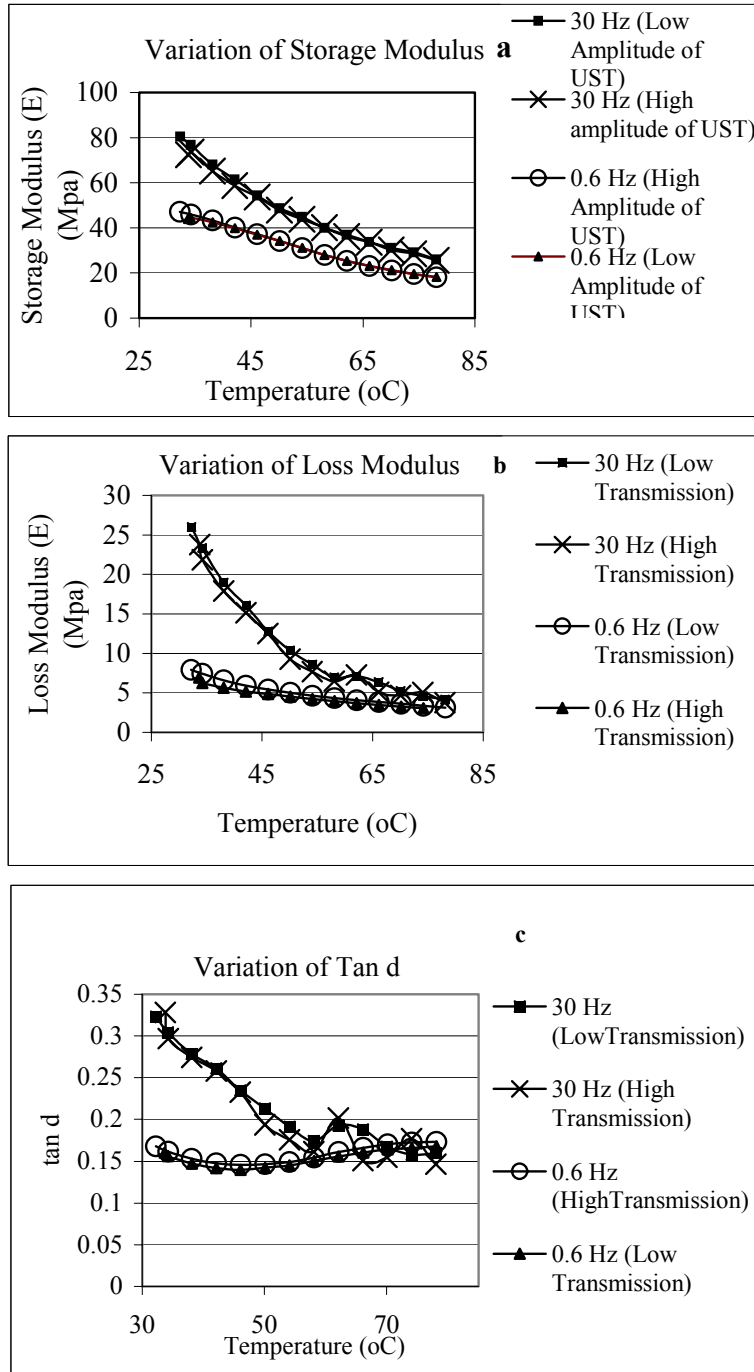 Variation of Storage Modulus a
Storage Modulus (E)
(Mpa)
100
80
60
40
20
0
25 45 65 85
Temperature (oC)
30 Hz (Low
Amplitude of
UST)
30 Hz (High
amplitude of UST)
0.6 Hz (High
Amplitude of
UST)
0.6 Hz (Low
Amplitude of
UST)
Variation of Loss Modulus b
Loss Modulus (E)
(Mpa)
30
25
20
15
10
5
0
25 45 65 85
Temperature (oC)
30 Hz (Low
Transmission)
30 Hz (High
Transmission)
0.6 Hz (Low
Transmission)
0.6 Hz (High
Transmission)
c
Variation of Tan d
tan d
0.35
0.3
0.25
0.2
0.15
0.1
0.05
0
30 50 70
Temperature (oC)
30 Hz
(LowTransmission)
30 Hz (High
Transmission)
0.6 Hz
(HighTransmission)
0.6 Hz (Low
Transmission)